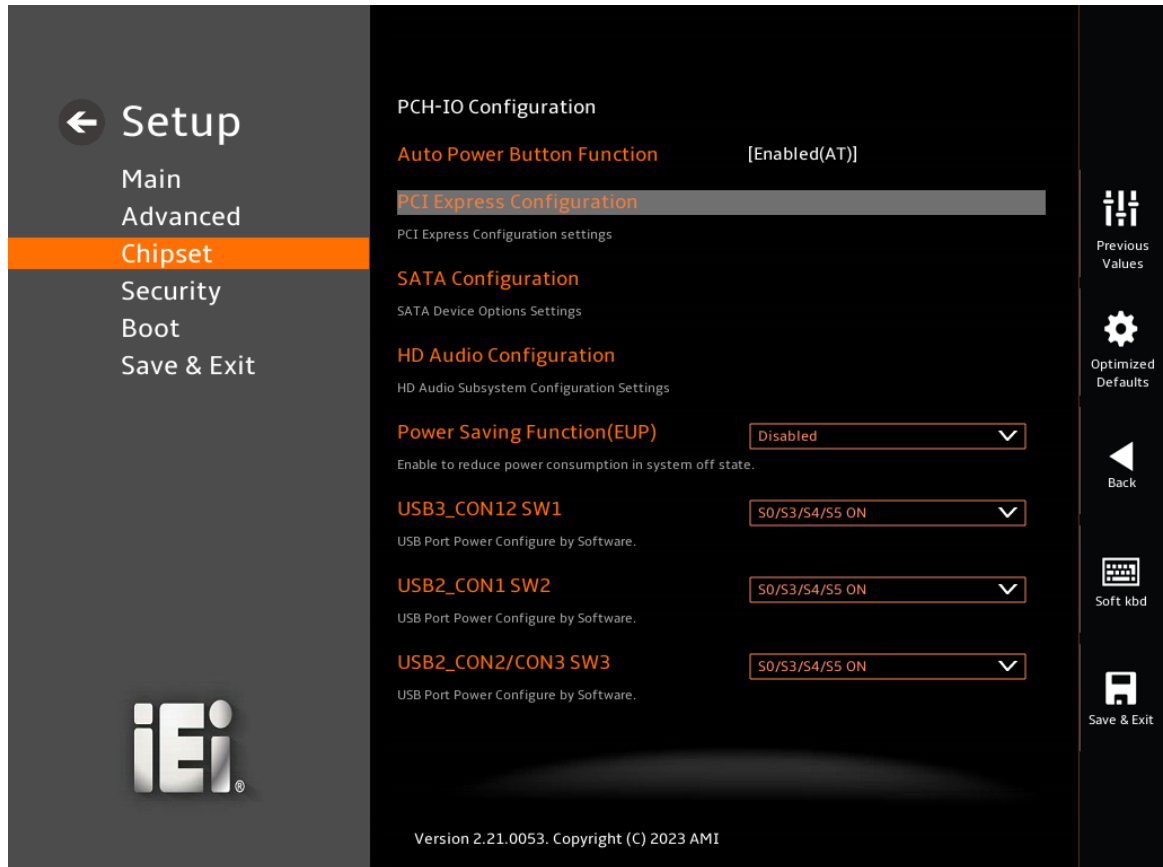 Setup
Main
Advanced
Chipset
Security
Boot
Save & Exit
iEi®
PCH-IO Configuration
Auto Power Button Function [Enabled(AT)]
PCI Express Configuration
PCI Express Configuration settings
SATA Configuration
SATA Device Options Settings
HD Audio Configuration
HD Audio Subsystem Configuration Settings
Power Saving Function(EUP) Disabled
Enable to reduce power consumption in system off state.
USB3_CON12 SW1 S0/S3/S4/S5 ON
USB Port Power Configure by Software.
USB2_CON1 SW2 S0/S3/S4/S5 ON
USB Port Power Configure by Software.
USB2_CON2/CON3 SW3 S0/S3/S4/S5 ON
USB Port Power Configure by Software.
Version 2.21.0053. Copyright (C) 2023 AMI
Previous
Values
Optimized
Defaults
Back
Soft kbd
Save & Exit